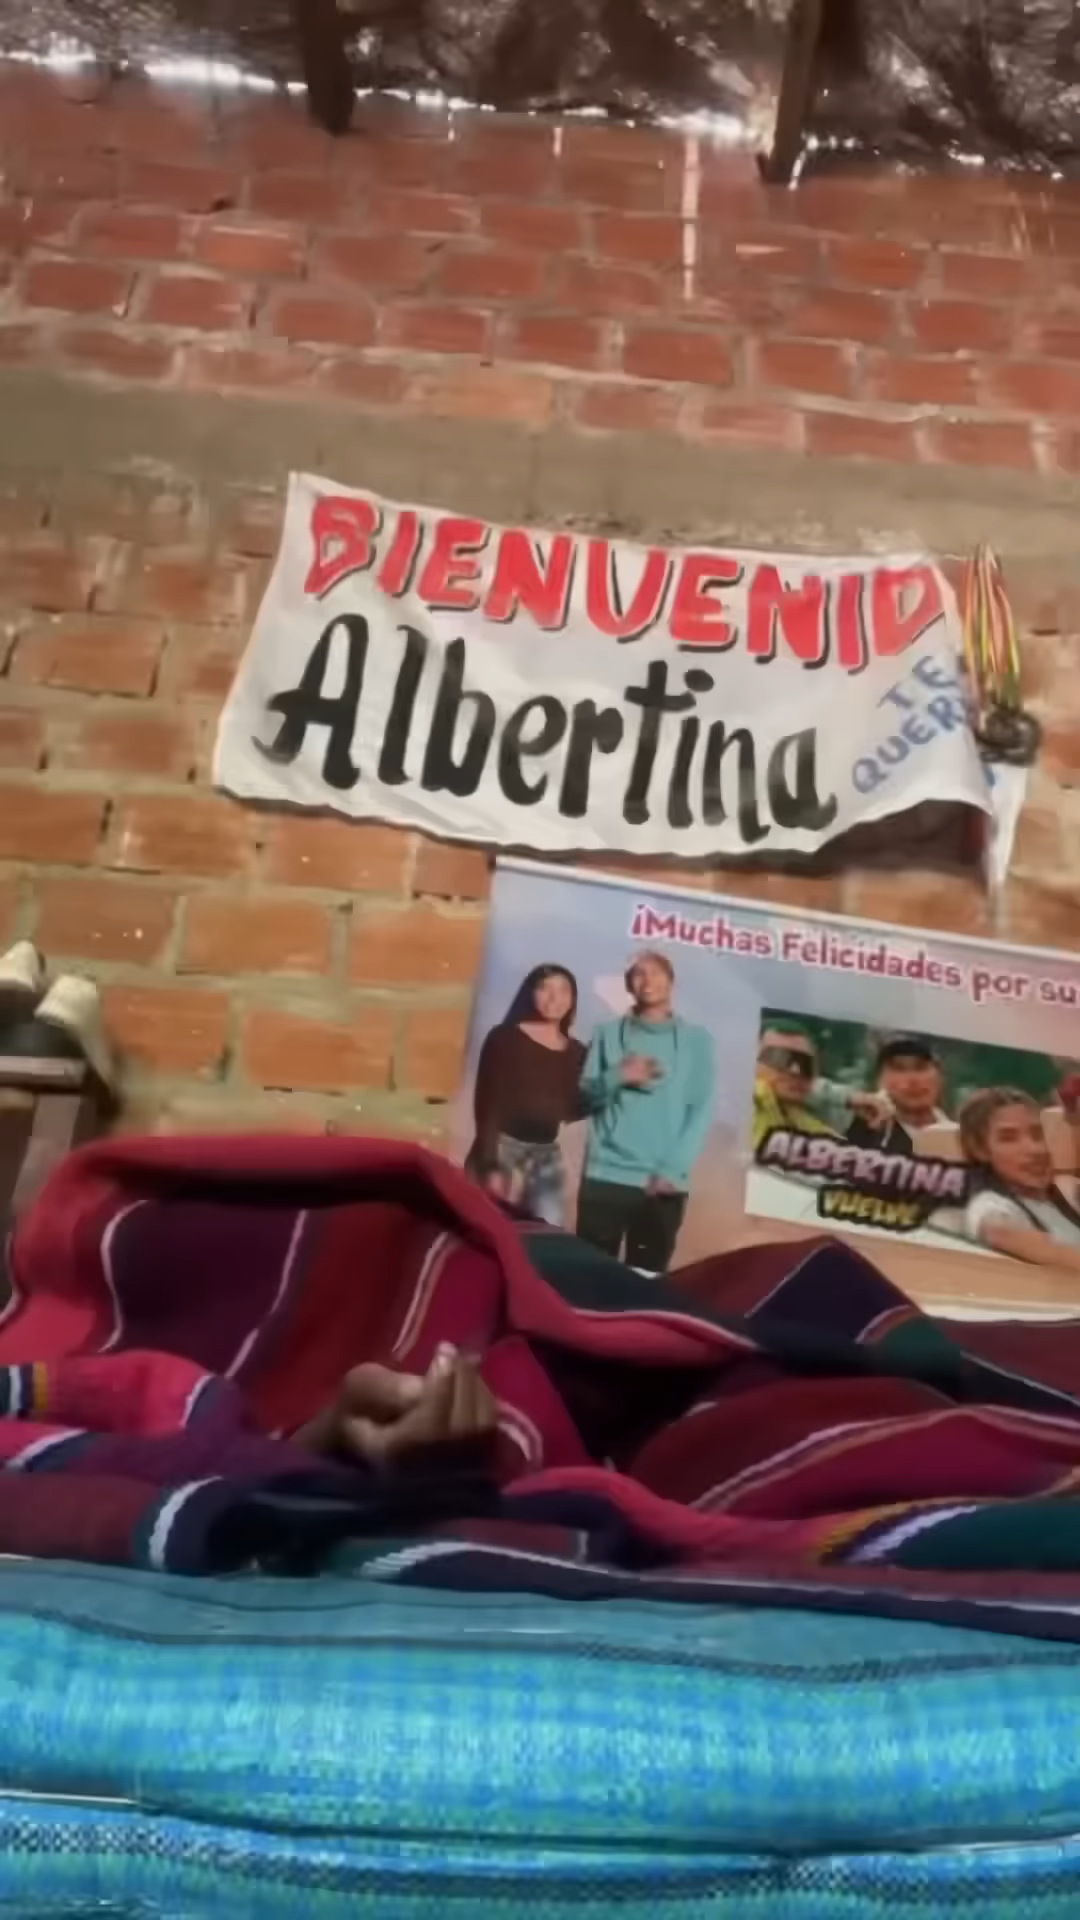 BIENVENID
Albertina
TE
QUER
¡Muchas Felicidades por su
ALBERTINA
VUELVE